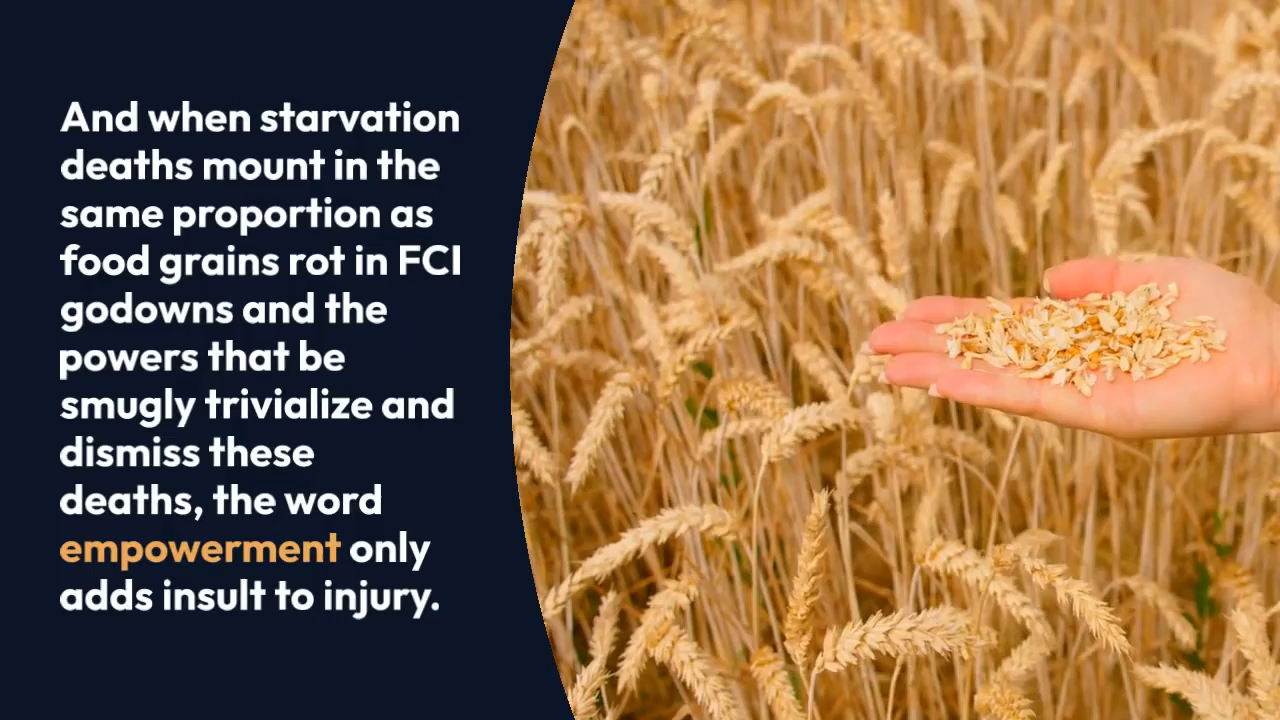 And when starvation
deaths mount in the
same proportion as
food grains rot in FCI
godowns and the
powers that be
smugly trivialize and
dismiss these
deaths, the word
empowerment only
adds insult to injury.